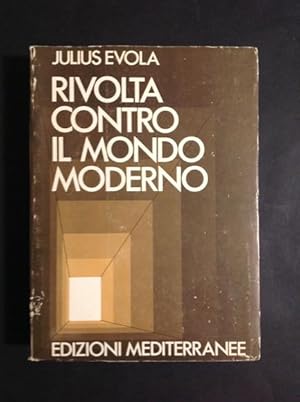 JULIUS EVOLA
RIVOLTA
CONTRO
IL MONDO
MODERNO
EDIZIONI MEDITERRANEE